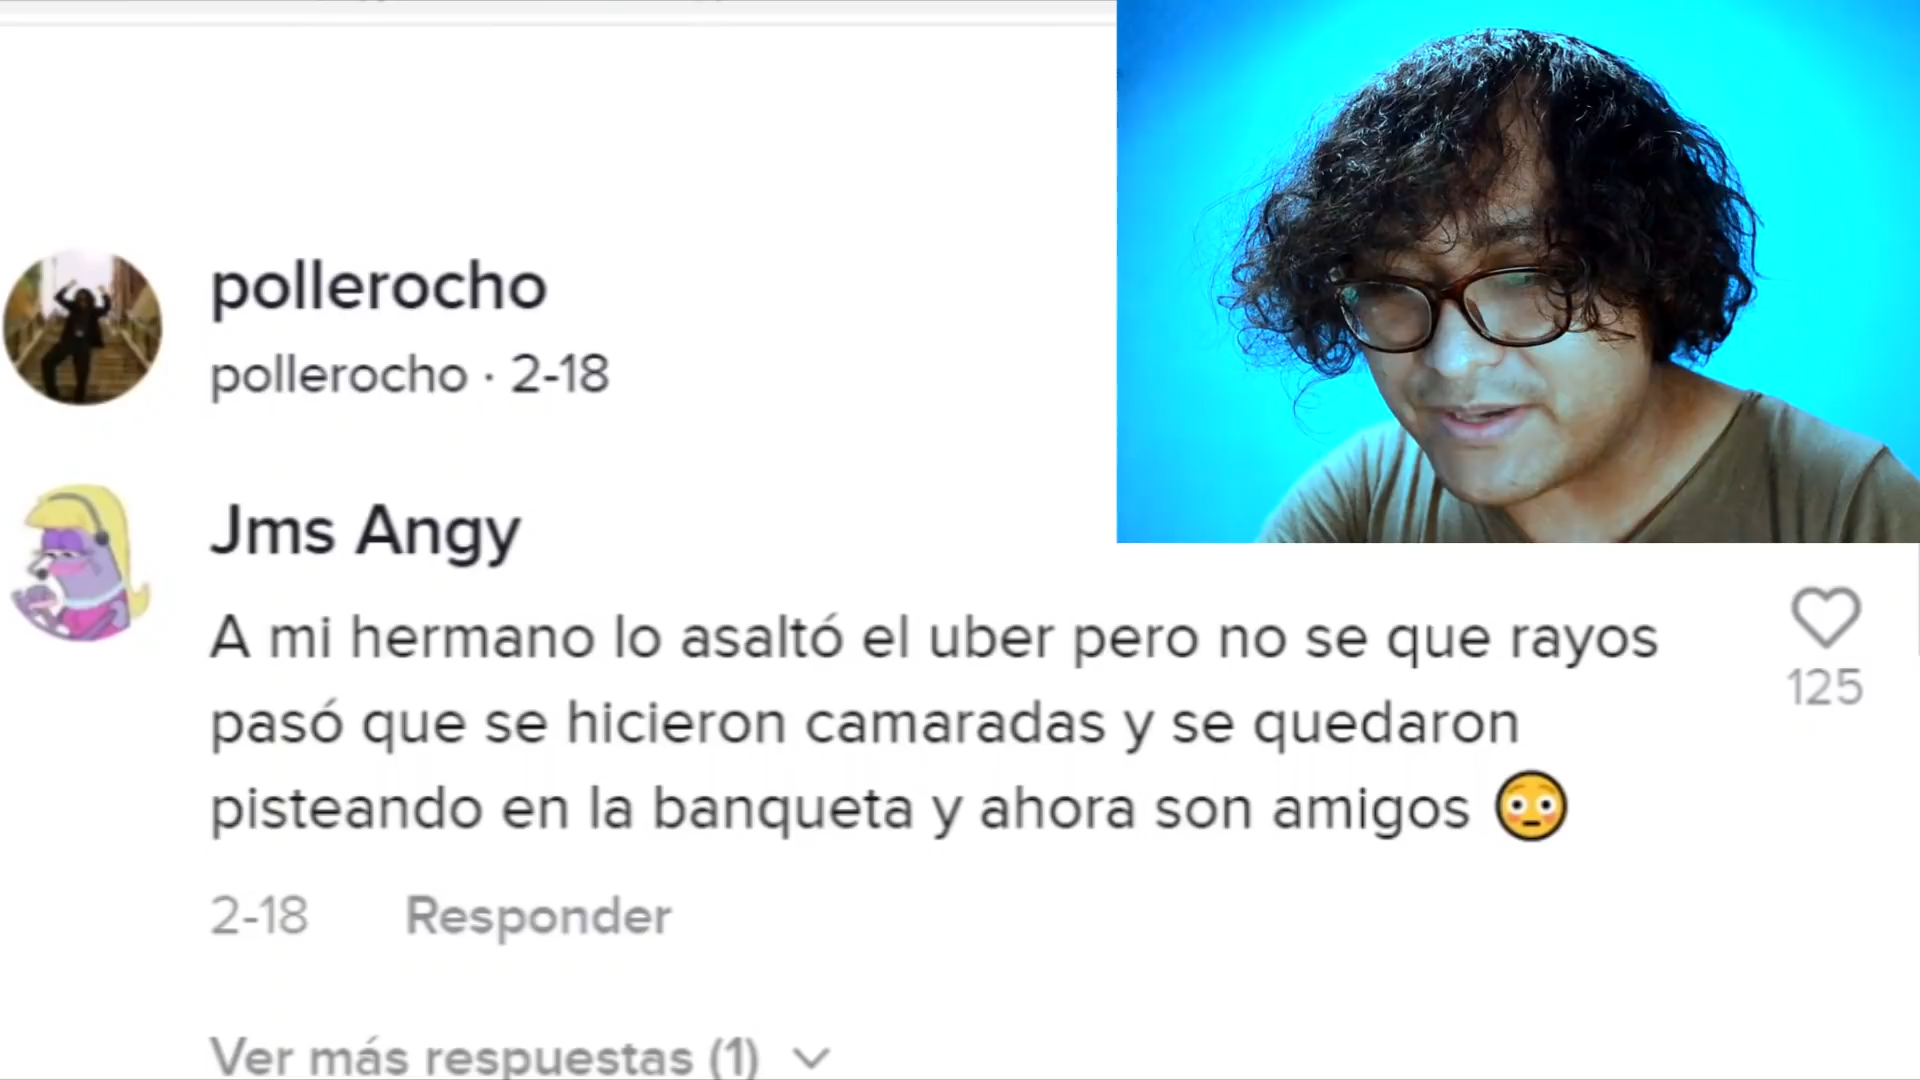 pollerocho
pollerocho · 2-18
Jms Angy
A mi hermano lo asaltó el uber pero no se que rayos
pasó que se hicieron camaradas y se quedaron
pisteando en la banqueta y ahora son amigos 😳
125
2-18 Responder
Ver más respuestas (1)